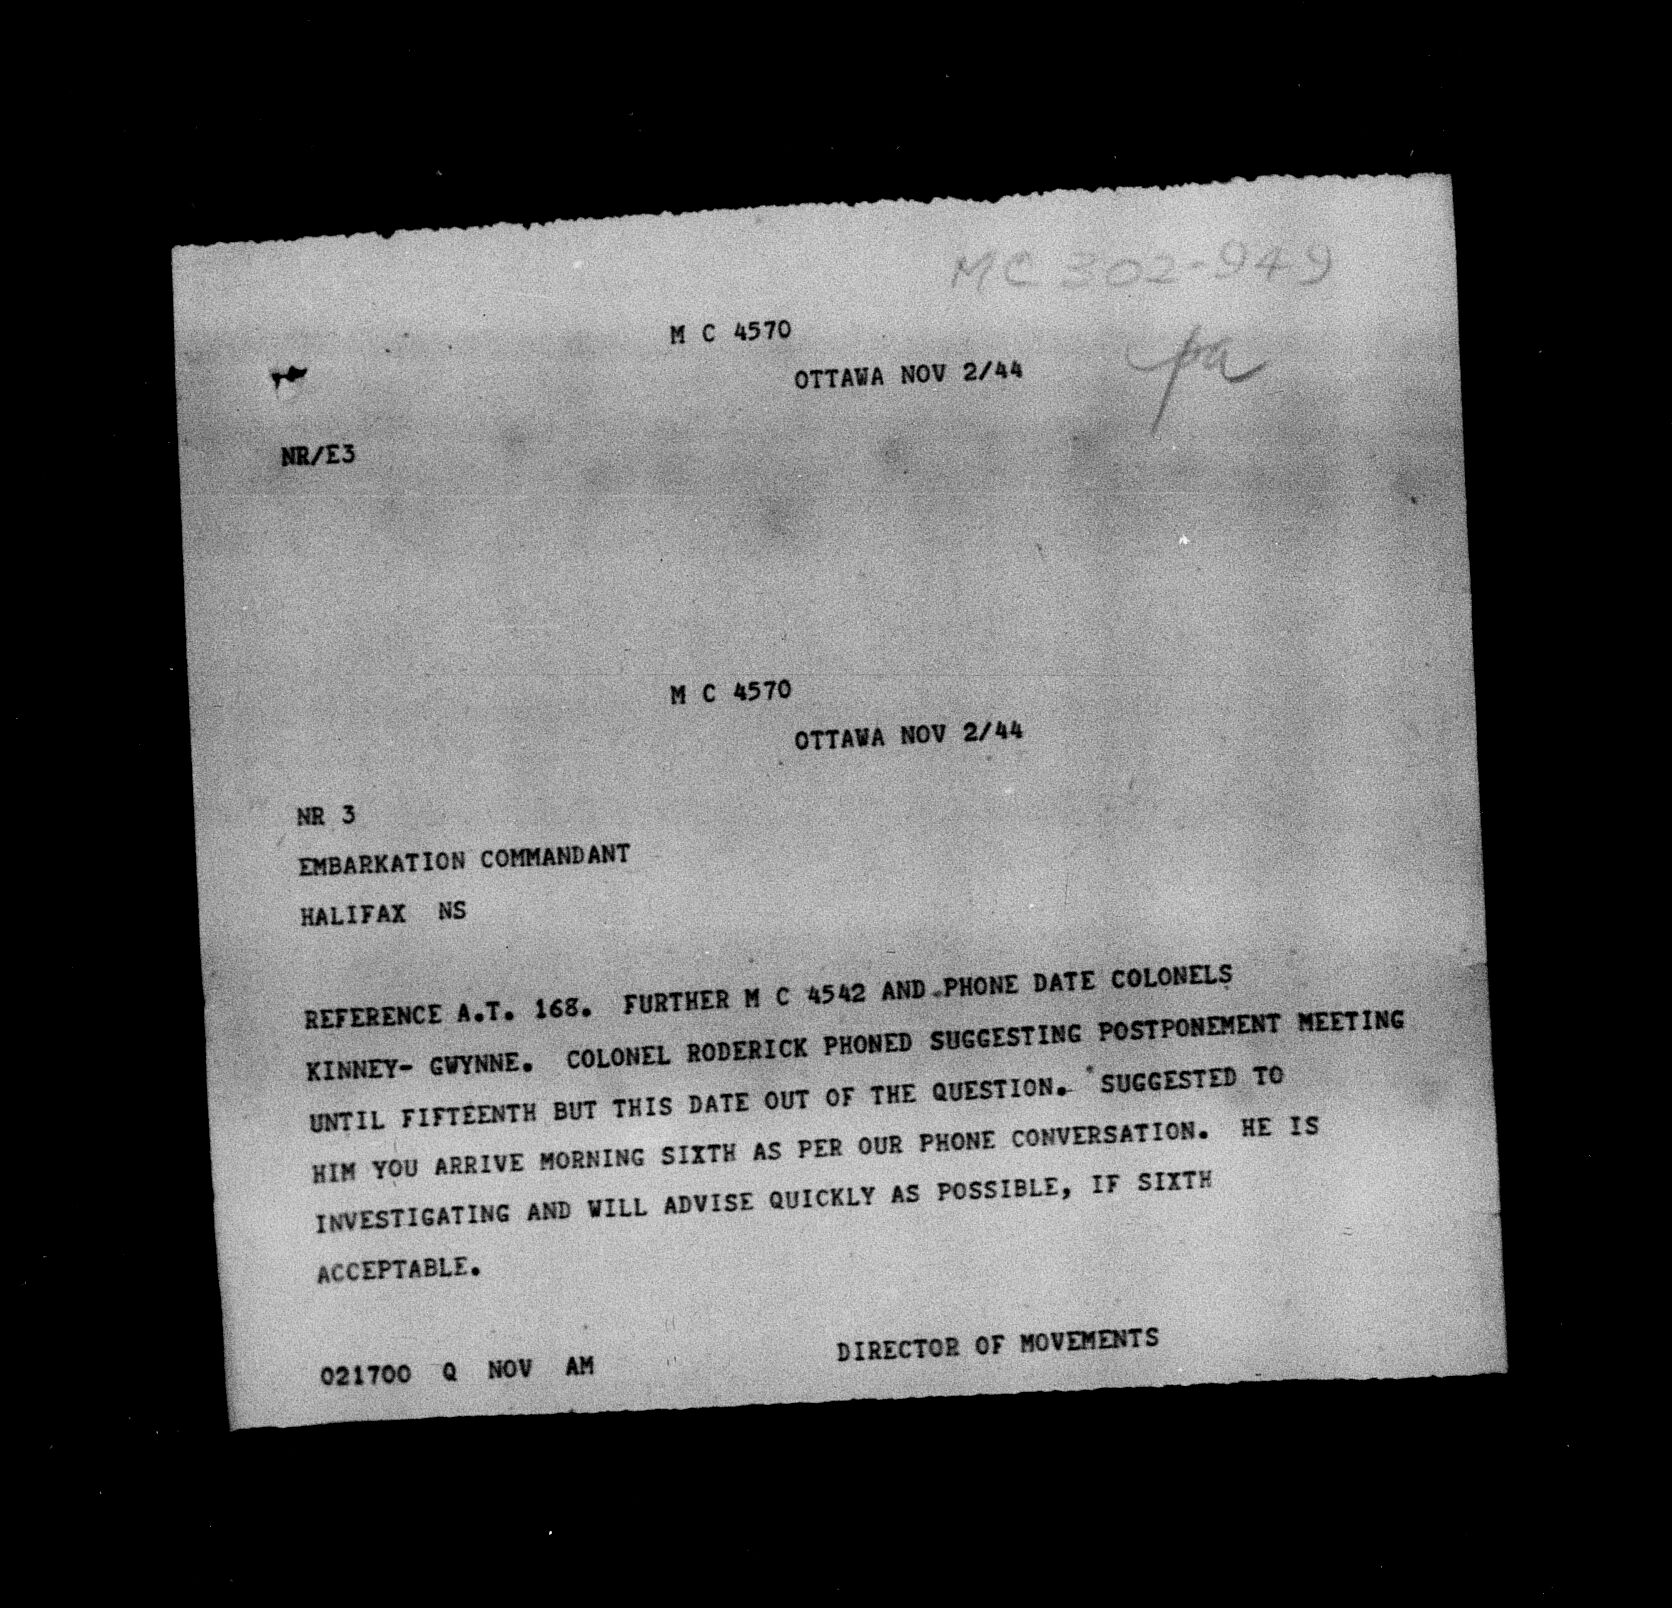 MC 302-949
M C 4570
OTTAWA NOV 2/44
pa
NR/E3
M C 4570
OTTAWA NOV 2/44
NR 3
EMBARKATION COMMANDANT
HALIFAX NS
REFERENCE A.T. 168. FURTHER M C 4542 AND PHONE DATE COLONELS
KINNEY- GWYNNE. COLONEL RODERICK PHONED SUGGESTING POSTPONEMENT MEETING
UNTIL FIFTEENTH BUT THIS DATE OUT OF THE QUESTION. SUGGESTED TO
HIM YOU ARRIVE MORNING SIXTH AS PER OUR PHONE CONVERSATION. HE IS
INVESTIGATING AND WILL ADVISE QUICKLY AS POSSIBLE, IF SIXTH
ACCEPTABLE.
021700 Q NOV AM DIRECTOR OF MOVEMENTS